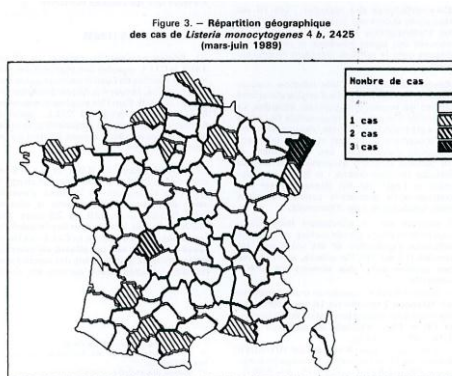 Figure 3. — Répartition géographique
des cas de Listeria monocytogenes 4 b, 2425
(mars-juin 1989)
Nombre de cas
1 cas
2 cas
3 cas